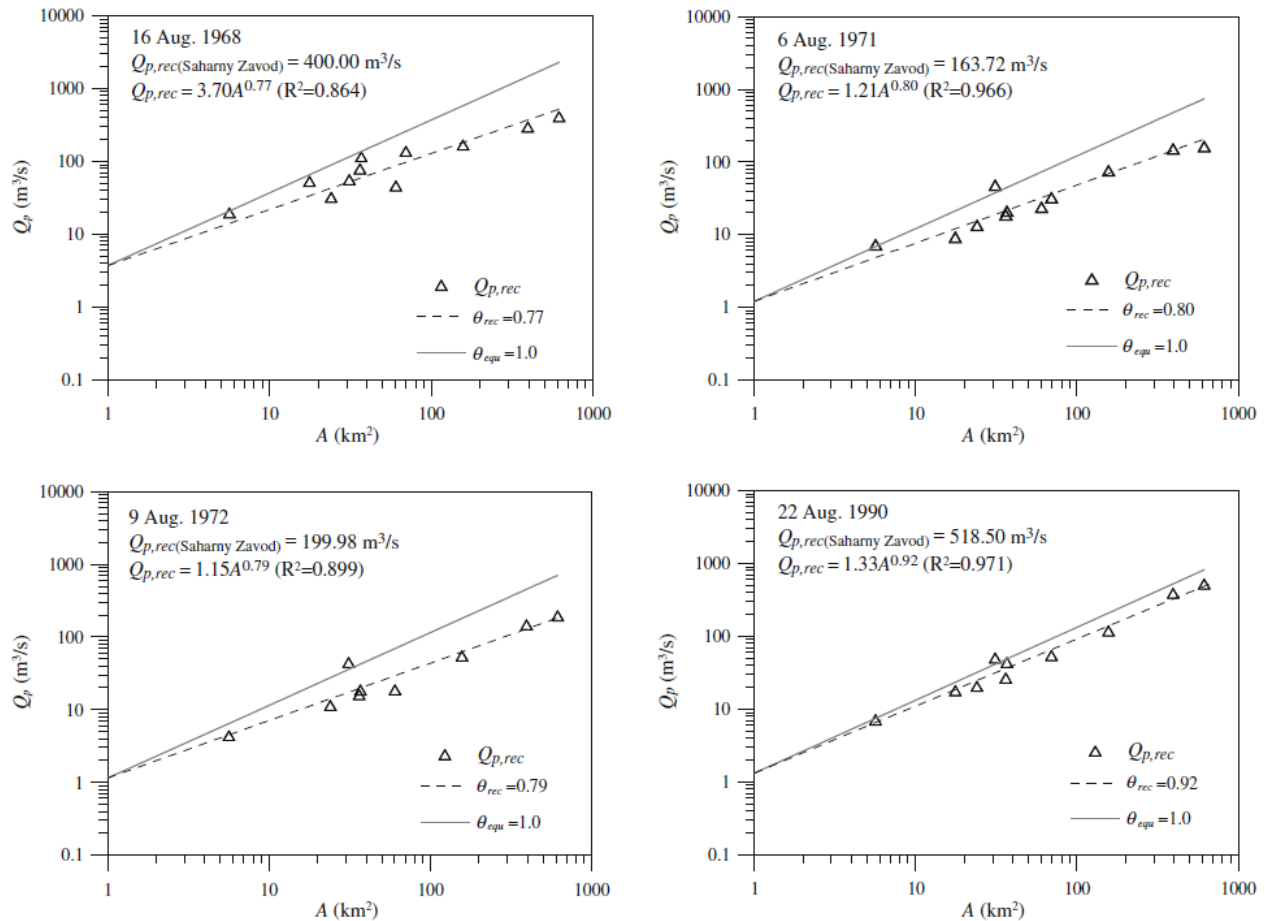 10000
1000
100
10
1
0.1
Qp (m³/s)
16 Aug. 1968
Qp,rec(Saharny Zavod) = 400.00 m³/s
Qp,rec = 3.70A^0.77 (R²=0.864)
Qp,rec
θrec =0.77
θequ =1.0
1 10 100 1000
A (km²)
10000
1000
100
10
1
0.1
Qp (m³/s)
6 Aug. 1971
Qp,rec(Saharny Zavod) = 163.72 m³/s
Qp,rec = 1.21A^0.80 (R²=0.966)
Qp,rec
θrec =0.80
θequ =1.0
1 10 100 1000
A (km²)
10000
1000
100
10
1
0.1
Qp (m³/s)
9 Aug. 1972
Qp,rec(Saharny Zavod) = 199.98 m³/s
Qp,rec = 1.15A^0.79 (R²=0.899)
Qp,rec
θrec =0.79
θequ =1.0
1 10 100 1000
A (km²)
10000
1000
100
10
1
0.1
Qp (m³/s)
22 Aug. 1990
Qp,rec(Saharny Zavod) = 518.50 m³/s
Qp,rec = 1.33A^0.92 (R²=0.971)
Qp,rec
θrec =0.92
θequ =1.0
1 10 100 1000
A (km²)